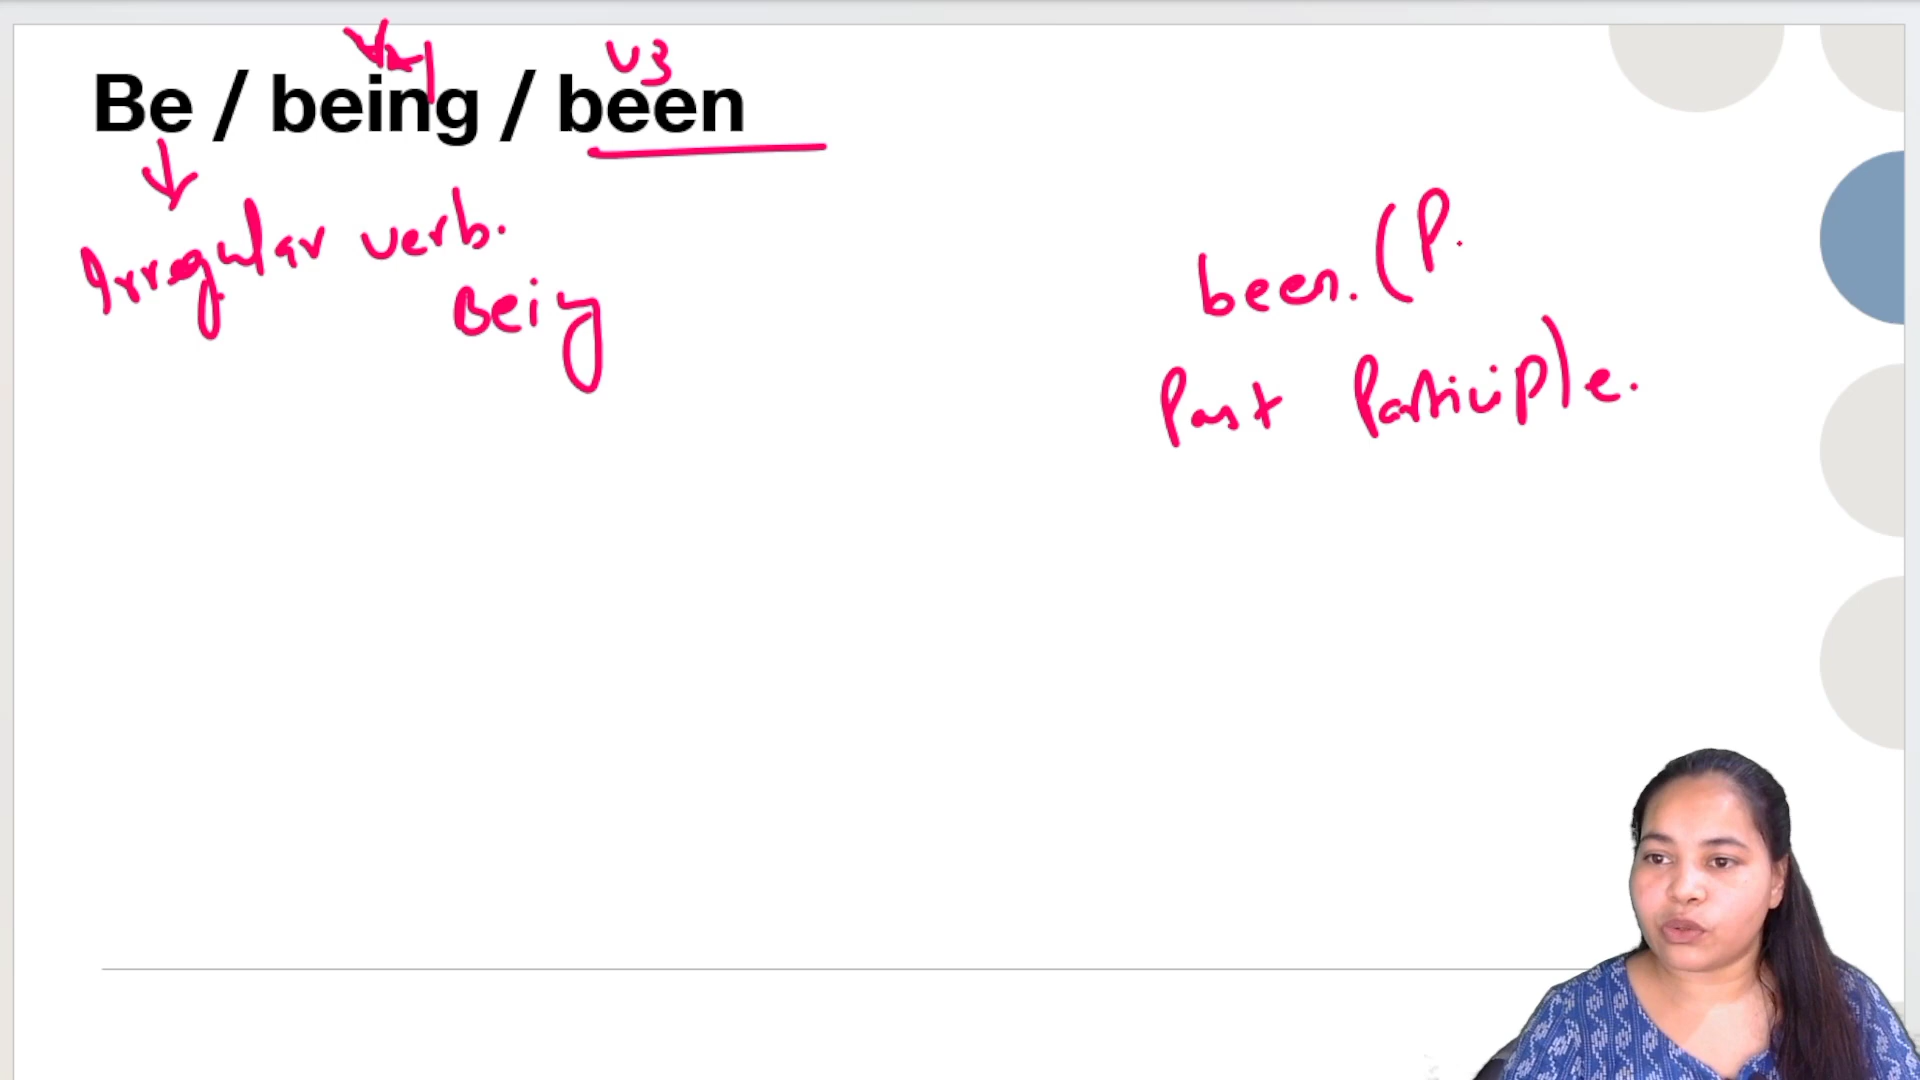 V3
Be / being / been
Irregular verb.
Being
been. (P.
Past Participle.